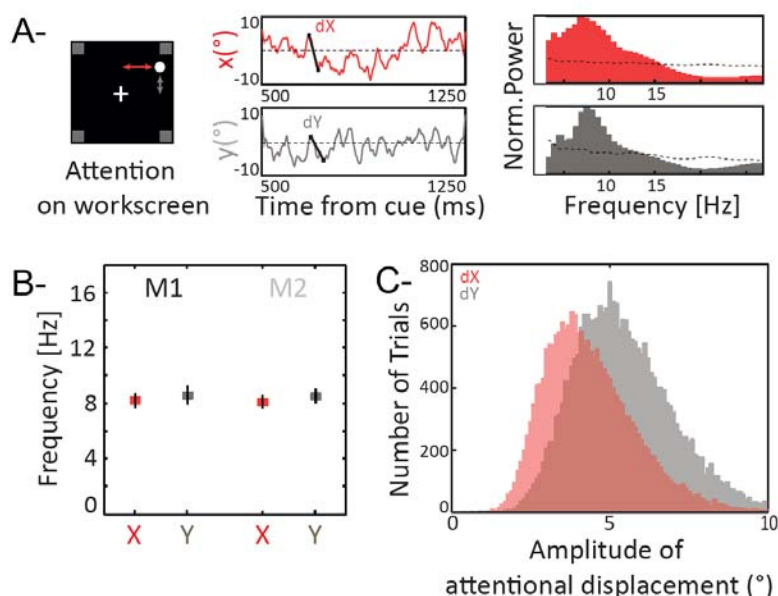 A-
Attention
on workscreen
x(°)
10
-10
dX
500
1250
y(°)
10
-10
dY
500
1250
Time from cue (ms)
Norm.Power
10
15
10
15
Frequency [Hz]
B-
Frequency [Hz]
16
12
8
4
0
M1
M2
X
Y
X
Y
C-
dX
dY
Number of Trials
800
600
400
200
0
0
5
10
Amplitude of
attentional displacement (°)